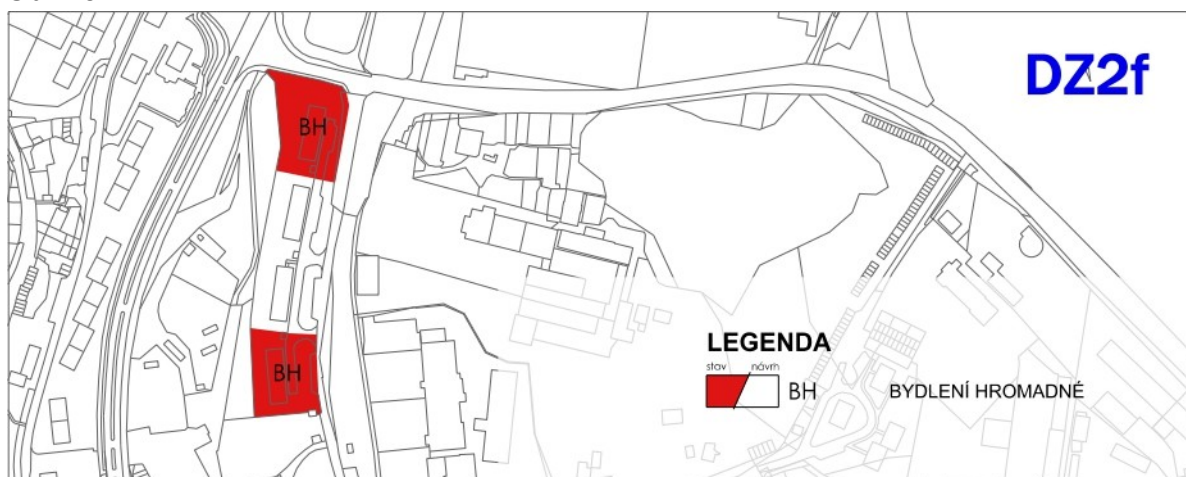 DZ2f
BH
BH
LEGENDA
stav návrh
BH BYDLENÍ HROMADNÉ